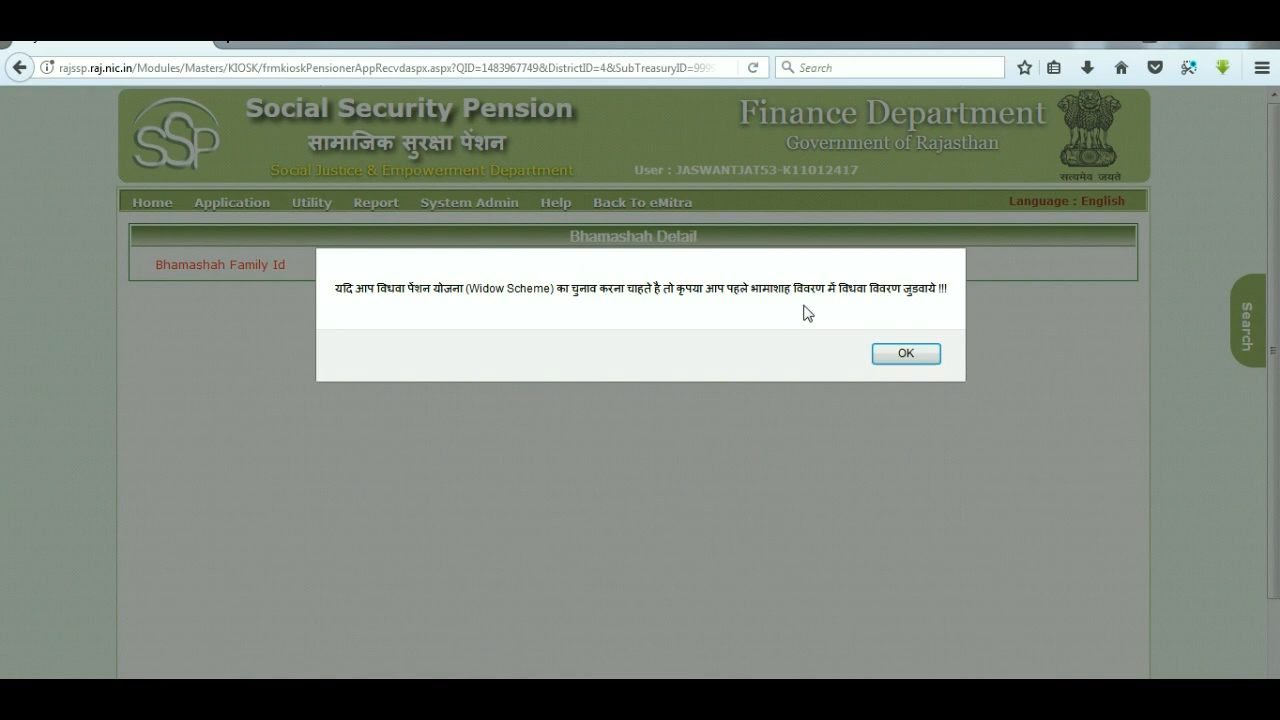 rajssp.raj.nic.in/Modules/Masters/KIOSK/frmkioskPensionerAppRecvdaspx.aspx?QID=1483967749&DistrictID=4&SubTreasuryID=999
Search
SSP
Social Security Pension
सामाजिक सुरक्षा पेंशन
Social Justice & Empowerment Department
Finance Department
Government of Rajasthan
User : JASWANTJAT53-K11012417
सत्यमेव जयते
Home Application Utility Report System Admin Help Back To eMitra Language : English
Bhamashah Detail
Bhamashah Family Id
यदि आप विधवा पेंशन योजना (Widow Scheme) का चुनाव करना चाहते है तो कृपया आप पहले भामाशाह विवरण में विधवा विवरण जुडवाये !!!
OK
Search